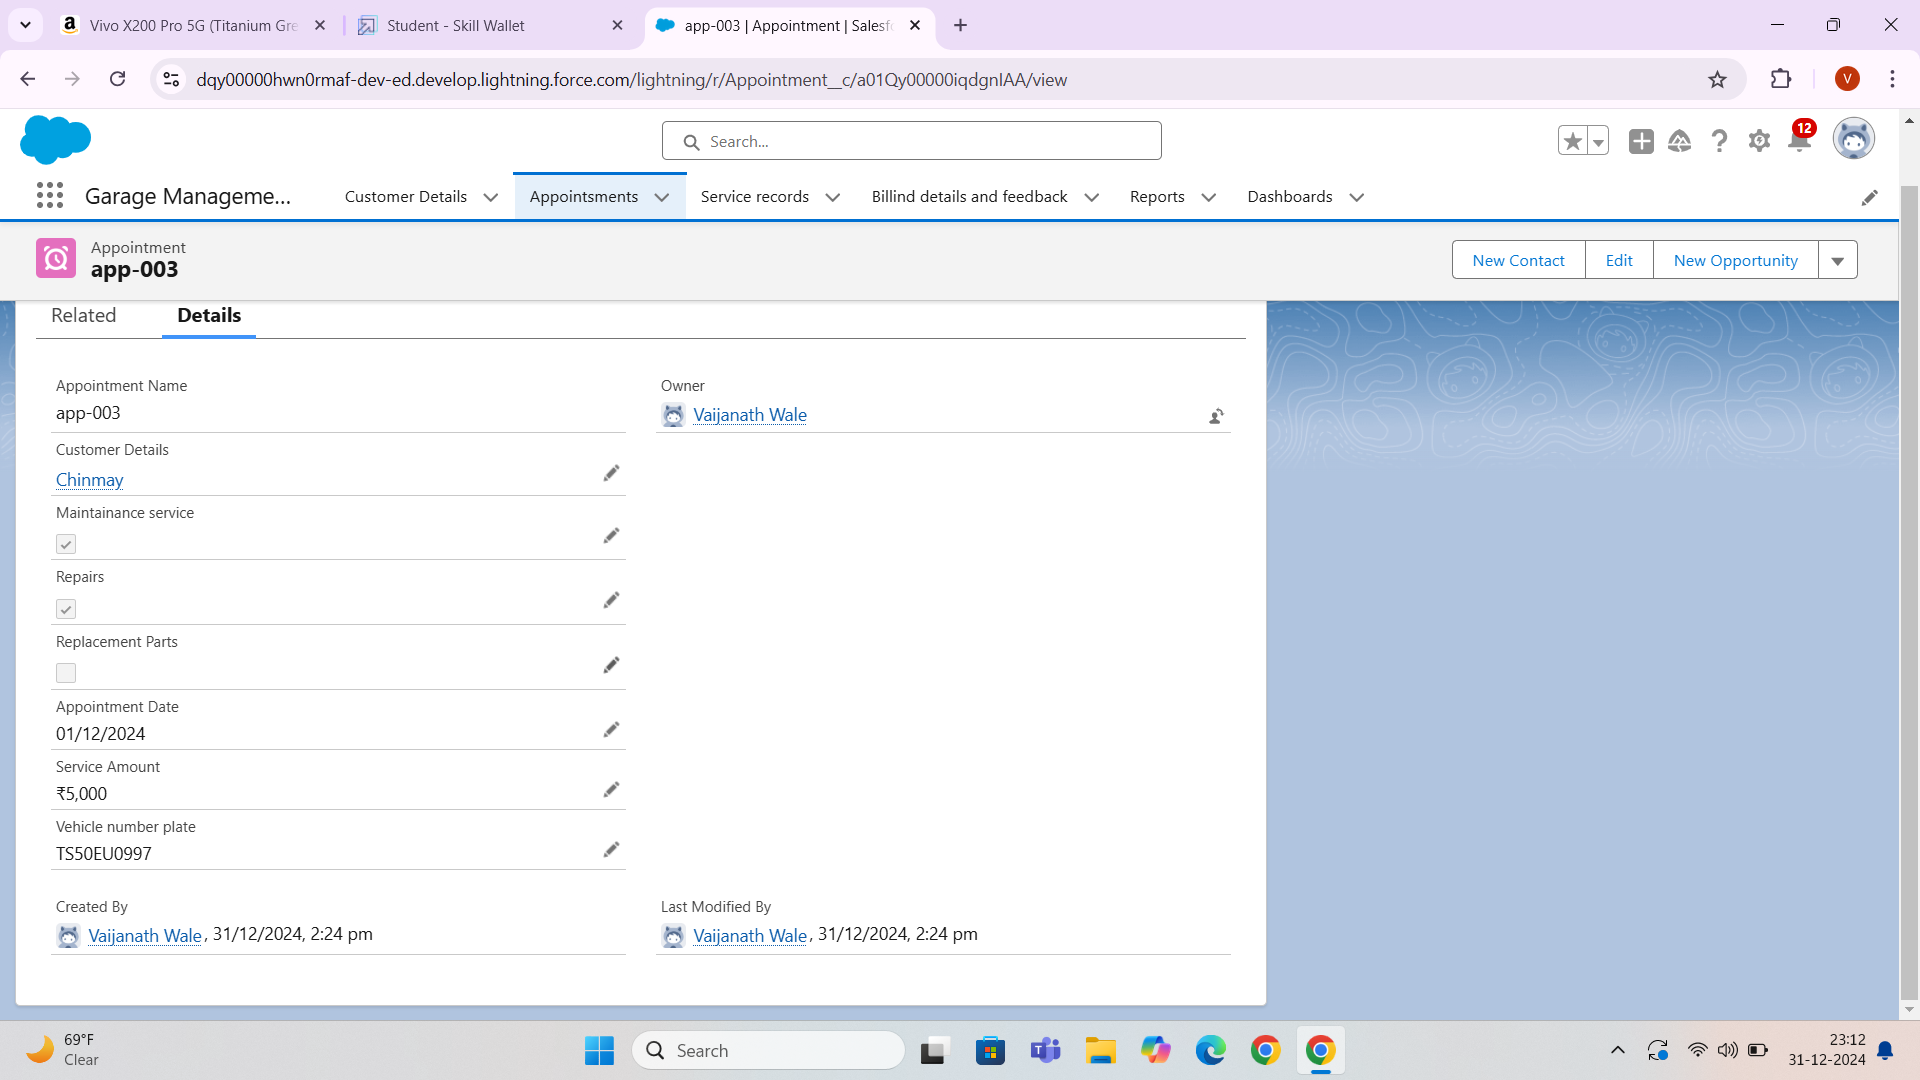 Vivo X200 Pro 5G (Titanium Gre
Student - Skill Wallet
app-003 | Appointment | Salesfo
dqy00000hwn0rmaf-dev-ed.develop.lightning.force.com/lightning/r/Appointment__c/a01Qy00000iqdgnIAA/view
V
Search...
12
Garage Manageme...
Customer Details
Appointsments
Service records
Billind details and feedback
Reports
Dashboards
Appointment
app-003
New Contact
Edit
New Opportunity
Related
Details
Appointment Name
app-003
Owner
Vaijanath Wale
Customer Details
Chinmay
Maintainance service
Repairs
Replacement Parts
Appointment Date
01/12/2024
Service Amount
₹5,000
Vehicle number plate
TS50EU0997
Created By
Vaijanath Wale, 31/12/2024, 2:24 pm
Last Modified By
Vaijanath Wale, 31/12/2024, 2:24 pm
69°F
Clear
Search
23:12
31-12-2024